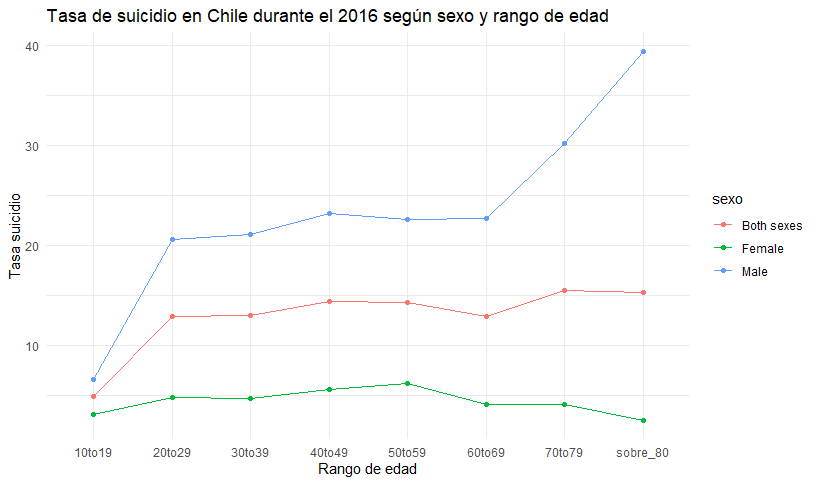 Tasa de suicidio en Chile durante el 2016 según sexo y rango de edad
40
30
20
10
Tasa suicidio
10to19 20to29 30to39 40to49 50to59 60to69 70to79 sobre_80
Rango de edad
sexo
Both sexes
Female
Male